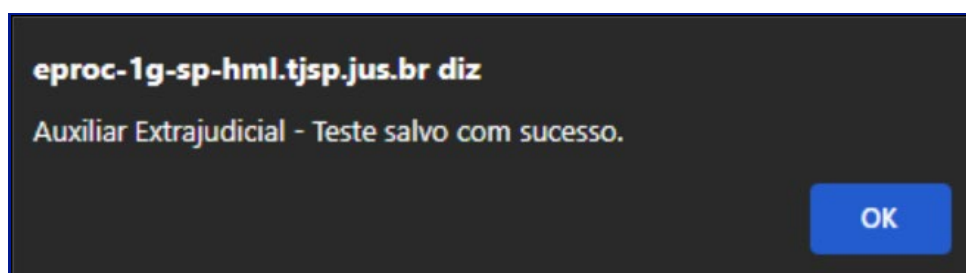 eproc-1g-sp-hml.tjsp.jus.br diz
Auxiliar Extrajudicial - Teste salvo com sucesso.
OK